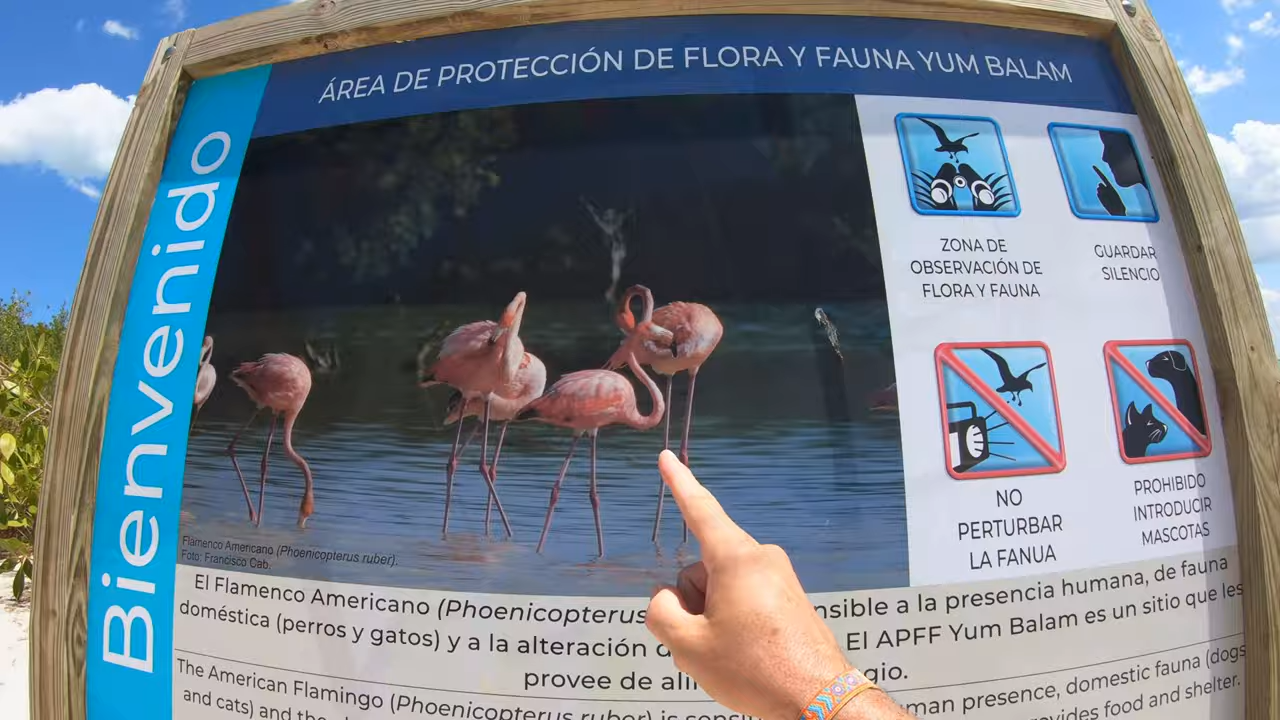 ÁREA DE PROTECCIÓN DE FLORA Y FAUNA YUM BALAM
Bienvenido
ZONA DE
OBSERVACIÓN DE
FLORA Y FAUNA
GUARDAR
SILENCIO
NO
PERTURBAR
LA FANUA
PROHIBIDO
INTRODUCIR
MASCOTAS
Flamenco Americano (Phoenicopterus ruber).
Foto: Francisco Cab.
El Flamenco Americano (Phoenicopterus nsible a la presencia humana, de fauna
doméstica (perros y gatos) y a la alteración d El APFF Yum Balam es un sitio que les
provee de ali gio.
The American Flamingo (Phoenicopterus ruber) is sensi man presence, domestic fauna (dogs
and cats) and the vides food and shelter.